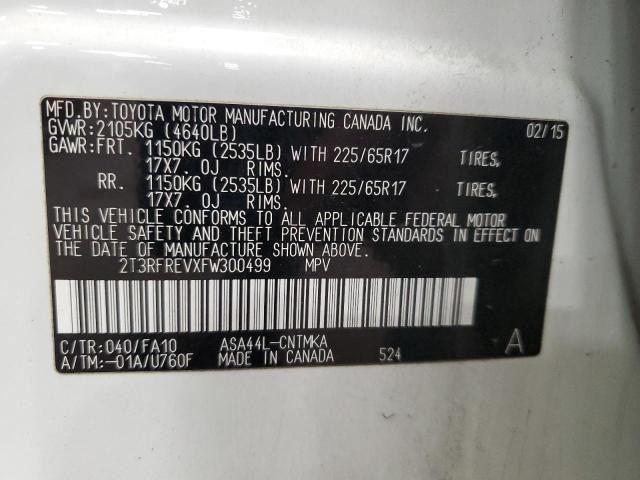 MFD.BY:TOYOTA MOTOR MANUFACTURING CANADA INC. 02/15
GVWR:2105KG (4640LB)
GAWR:FRT. 1150KG (2535LB) WITH 225/65R17 TIRES,
17X7.0J RIMS.
RR. 1150KG (2535LB) WITH 225/65R17 TIRES,
17X7.0J RIMS.
THIS VEHICLE CONFORMS TO ALL APPLICABLE FEDERAL MOTOR
VEHICLE SAFETY AND THEFT PREVENTION STANDARDS IN EFFECT ON
THE DATE OF MANUFACTURE SHOWN ABOVE.
2T3RFREVXFW300499 MPV
C/TR:040/FA10 ASA44L-CNTMKA A
A/TM:-01A/U760F MADE IN CANADA 524